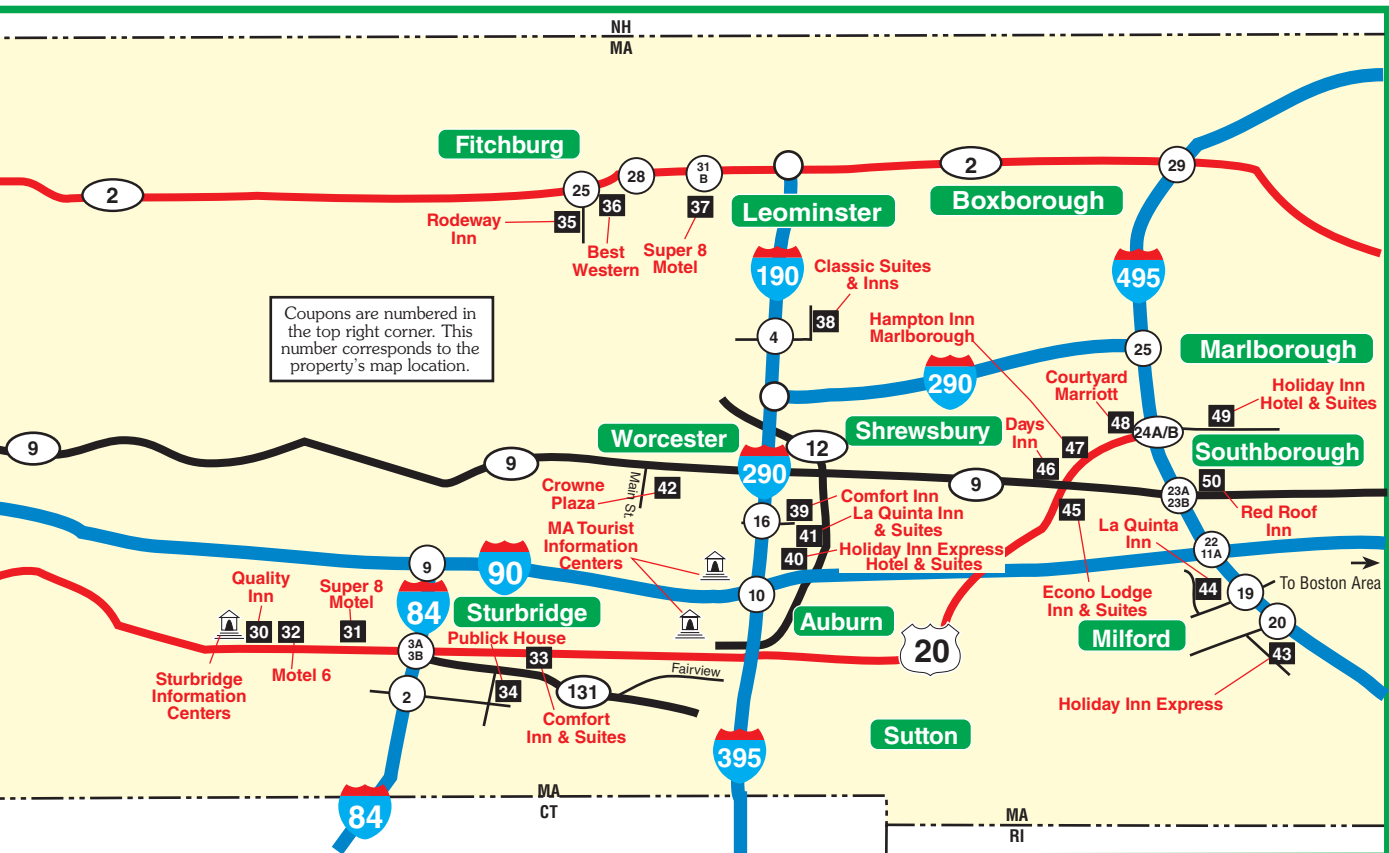 NH
MA
Fitchburg
2
25
28
31
B
2
29
Rodeway
Inn
35
36
37
Best
Western
Super 8
Motel
Leominster
Boxborough
190
495
Classic Suites
& Inns
38
4
Coupons are numbered in
the top right corner. This
number corresponds to the
property's map location.
Hampton Inn
Marlborough
25
Marlborough
290
Courtyard
Marriott
Holiday Inn
Hotel & Suites
48
49
24A/B
9
9
Worcester
12
Shrewsbury
Days
Inn
47
46
Southborough
290
9
Crowne
Plaza
42
Main St.
23A
23B
50
Red Roof
Inn
16
39
Comfort Inn
41
La Quinta Inn
& Suites
40
Holiday Inn Express
Hotel & Suites
45
La Quinta
Inn
22
11A
MA Tourist
Information
Centers
9
90
84
10
Econo Lodge
Inn & Suites
44
19
To Boston Area
Quality
Inn
Super 8
Motel
Sturbridge
Auburn
Milford
20
30
32
31
3A
3B
Publick House
33
20
43
Sturbridge
Information
Centers
Motel 6
2
34
131
Fairview
Comfort
Inn & Suites
Holiday Inn Express
Sutton
395
84
MA
CT
MA
RI